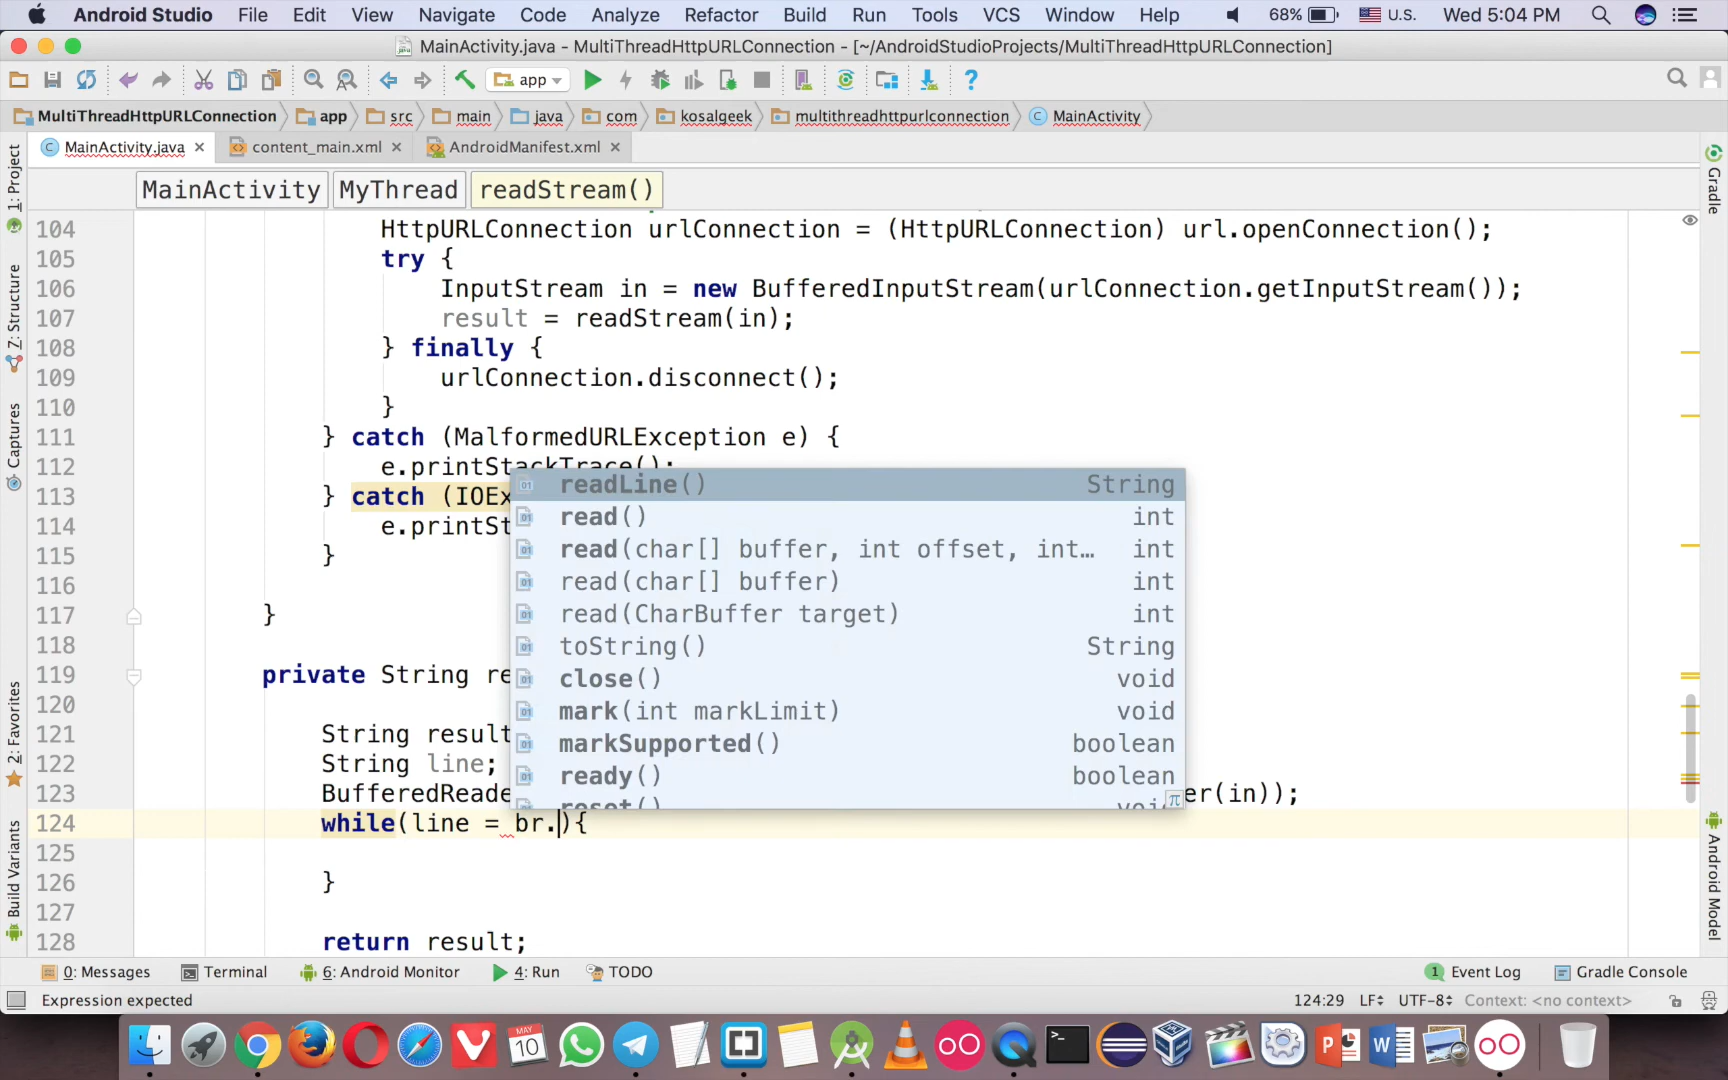 Android Studio File Edit View Navigate Code Analyze Refactor Build Run Tools VCS Window Help 68% U.S. Wed 5:04 PM
MainActivity.java - MultiThreadHttpURLConnection - [~/AndroidStudioProjects/MultiThreadHttpURLConnection]
app
MultiThreadHttpURLConnection app src main java com kosalgeek multithreadhttpurlconnection MainActivity
MainActivity.java content_main.xml AndroidManifest.xml
MainActivity MyThread readStream()
1: Project
7: Structure
Captures
2: Favorites
Build Variants
104 HttpURLConnection urlConnection = (HttpURLConnection) url.openConnection();
105 try {
106 InputStream in = new BufferedInputStream(urlConnection.getInputStream());
107 result = readStream(in);
108 } finally {
109 urlConnection.disconnect();
110 }
111 } catch (MalformedURLException e) {
112 e.printStackTrace();
113 } catch (IOEx
114 e.printSt
115 }
116
117 }
118
119 private String re
120
121 String result
122 String line;
123 BufferedReade er(in));
124 while(line = br.){
125
126 }
127
128 return result;
readLine() String
read() int
read(char[] buffer, int offset, int… int
read(char[] buffer) int
read(CharBuffer target) int
toString() String
close() void
mark(int markLimit) void
markSupported() boolean
ready() boolean
reset() void
π
Gradle
Android Model
0: Messages Terminal 6: Android Monitor 4: Run TODO 1 Event Log Gradle Console
Expression expected 124:29 LF UTF-8 Context: <no context>
MAY
10
P
W